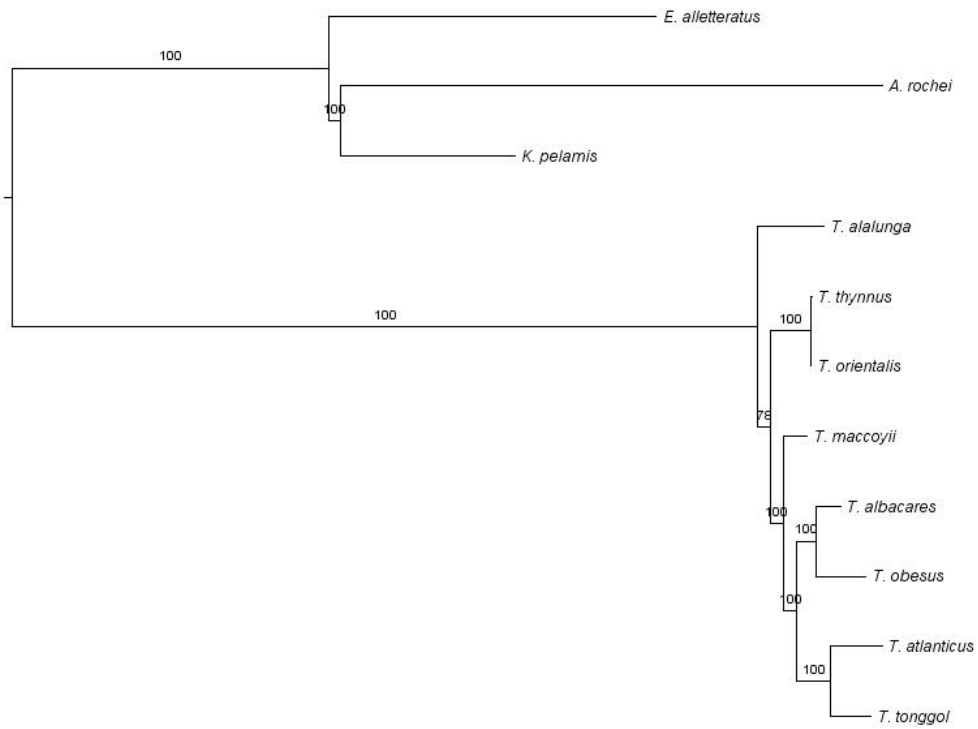 E. alletteratus
100
A. rochei
100
K. pelamis
T. alalunga
T. thynnus
100
100
T. orientalis
78
T. maccoyii
T. albacares
100
100
T. obesus
100
T. atlanticus
100
T. tonggol